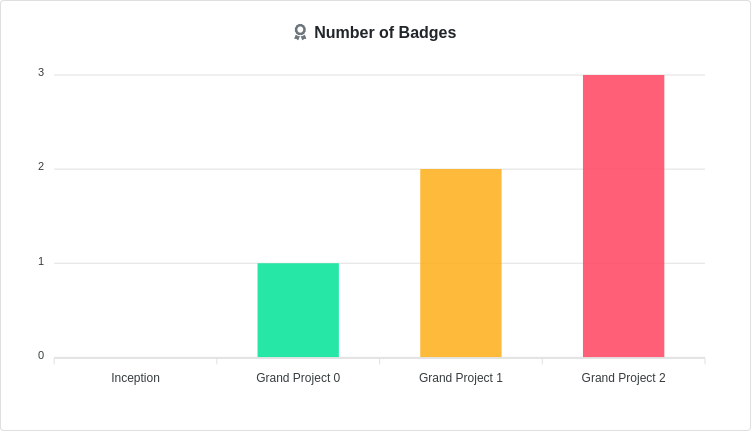 Number of Badges
3
2
1
0
Inception Grand Project 0 Grand Project 1 Grand Project 2